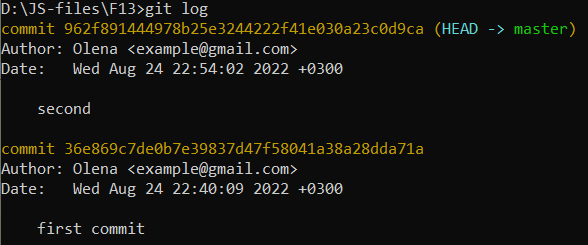 D:\JS-files\F13>git log
commit 962f891444978b25e3244222f41e030a23c0d9ca (HEAD -> master)
Author: Olena <example@gmail.com>
Date:   Wed Aug 24 22:54:02 2022 +0300
second
commit 36e869c7de0b7e39837d47f58041a38a28dda71a
Author: Olena <example@gmail.com>
Date:   Wed Aug 24 22:40:09 2022 +0300
first commit